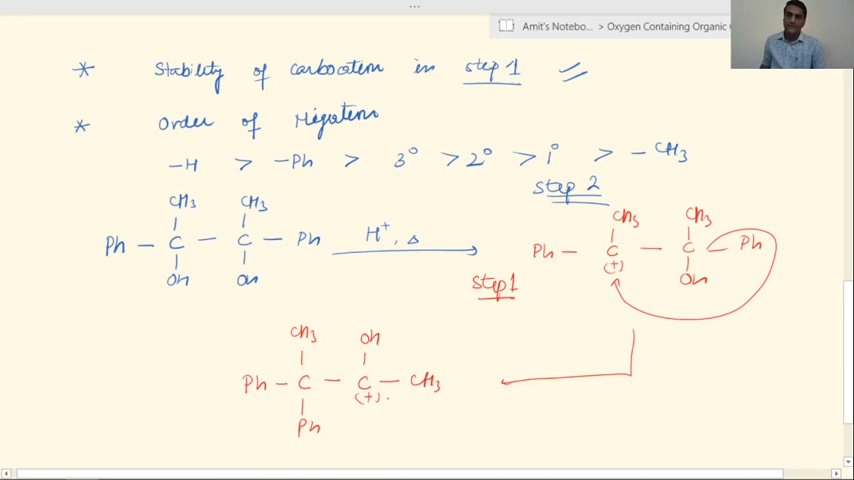 Amit's Notebo... > Oxygen Containing Organic
* Stability of carbocation in step 1
* Order of Migration
-H > -Ph > 3° > 2° > 1° > - CH3
step 2
CH3 CH3
Ph - C - C - Ph
OH OH
H+, Δ
step 1
CH3 CH3
Ph - C - C - Ph
(+) OH
CH3 OH
Ph - C - C - CH3
(+)
Ph